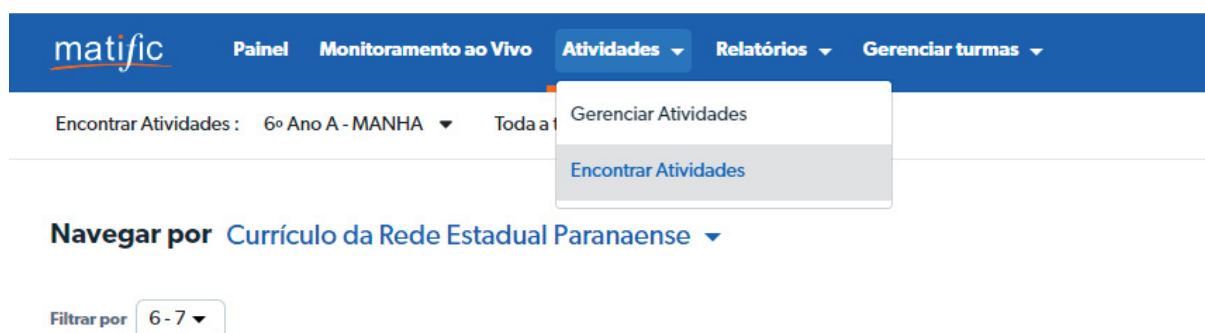 matific Painel Monitoramento ao Vivo Atividades Relatórios Gerenciar turmas
Encontrar Atividades : 6º Ano A - MANHA Toda a t
Gerenciar Atividades
Encontrar Atividades
Navegar por Currículo da Rede Estadual Paranaense
Filtrar por 6 - 7